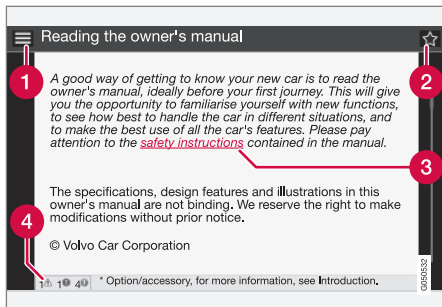 Reading the owner's manual
1
2
A good way of getting to know your new car is to read the
owner's manual, ideally before your first journey. This will give
you the opportunity to familiarise yourself with new functions,
to see how best to handle the car in different situations, and
to make the best use of all the car's features. Please pay
attention to the safety instructions contained in the manual.
3
The specifications, design features and illustrations in this
owner's manual are not binding. We reserve the right to make
modifications without prior notice.
4
© Volvo Car Corporation
1 1 4 * Option/accessory, for more information, see Introduction.
G050532